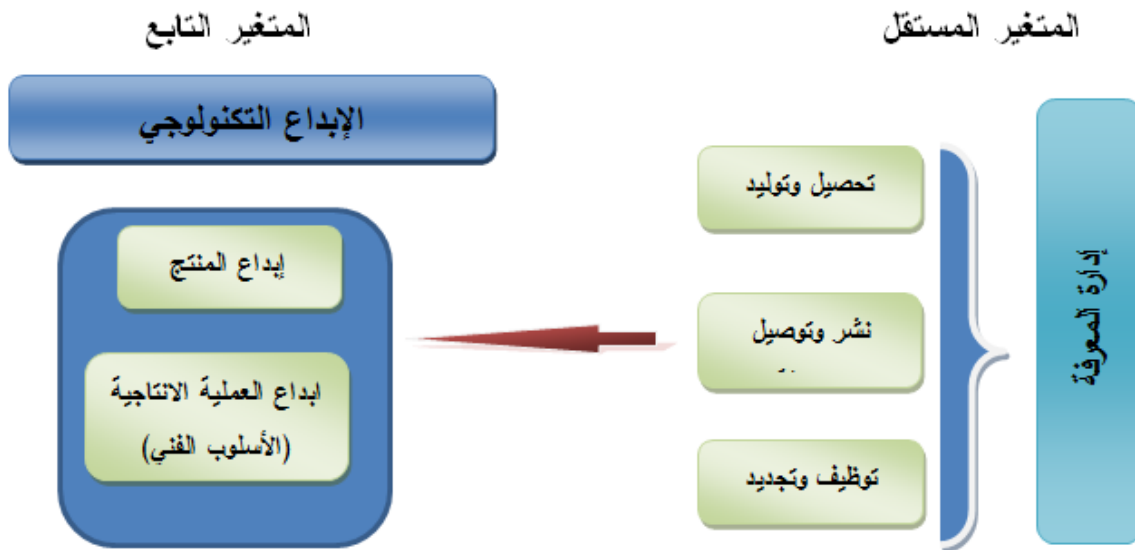 المتغير المستقل
المتغير التابع
إدارة المعرفة
تحصيل وتوليد
نشر وتوصيل
توظيف وتجديد
الإبداع التكنولوجي
إبداع المنتج
ابداع العملية الانتاجية
(الأسلوب الفني)